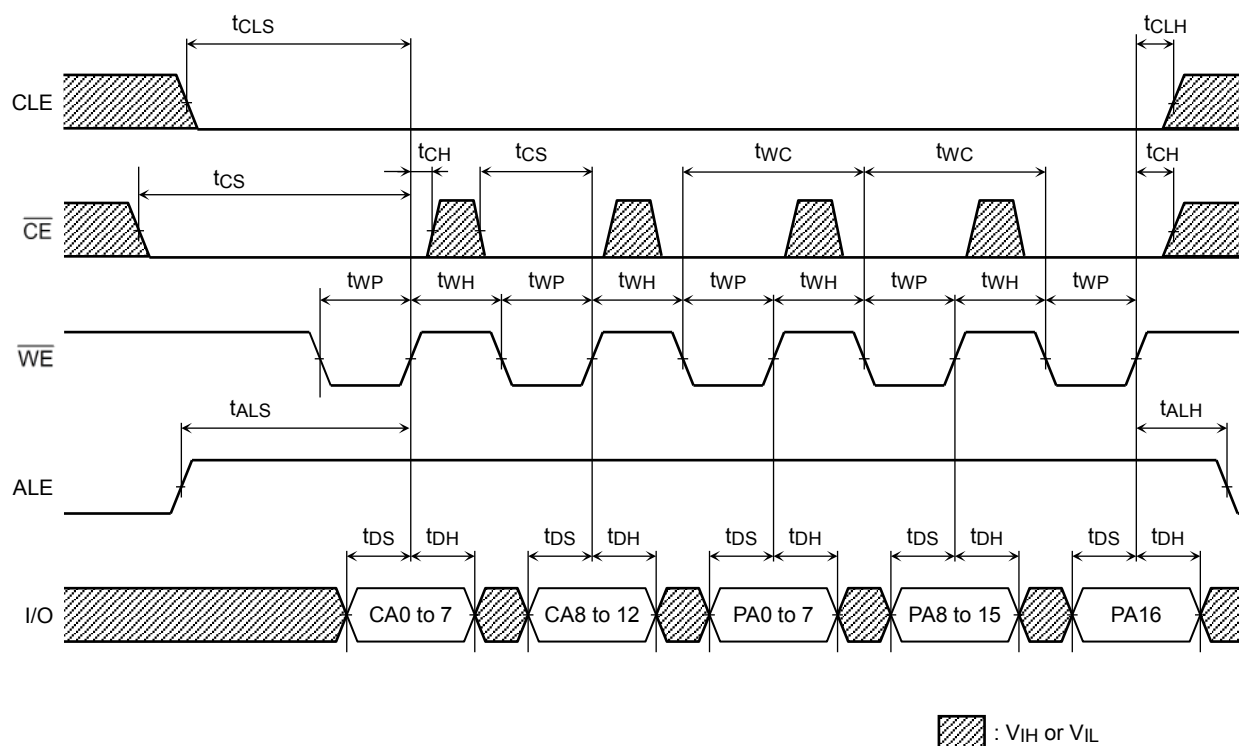 tCLS tCLH
CLE
tCH tCS tWC tWC tCH
tCS
CE
tWP tWH tWP tWH tWP tWH tWP tWH tWP
WE
tALS tALH
ALE
tDS tDH tDS tDH tDS tDH tDS tDH tDS tDH
I/O CA0 to 7 CA8 to 12 PA0 to 7 PA8 to 15 PA16
: VIH or VIL